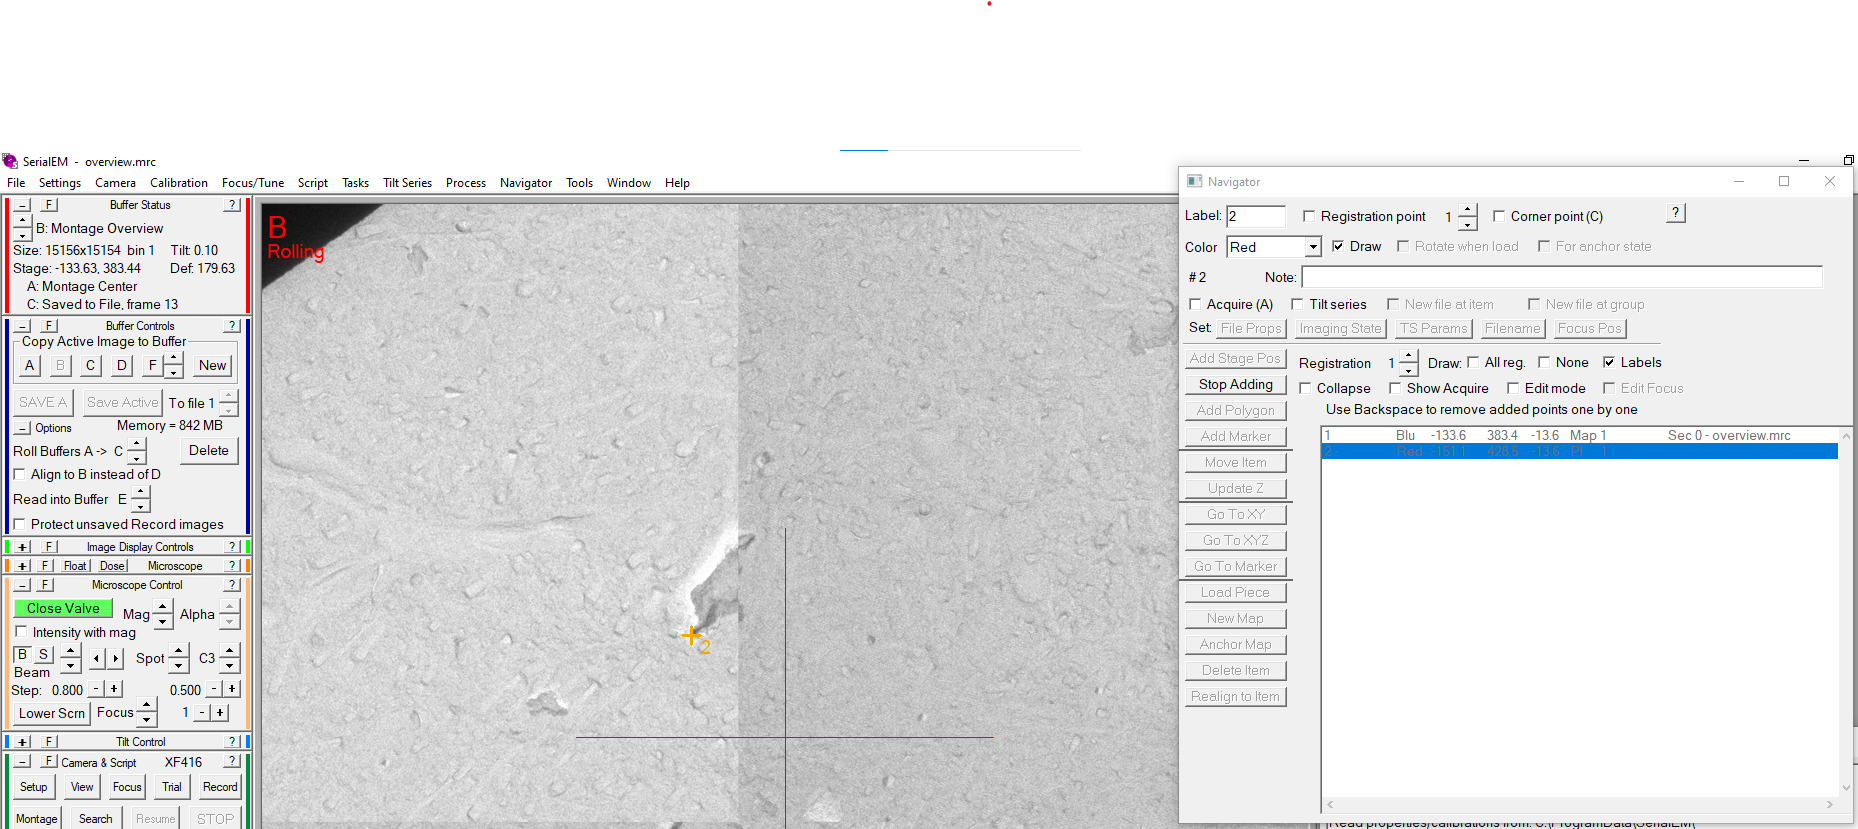 SerialEM - overview.mrc
File Settings Camera Calibration Focus/Tune Script Tasks Tilt Series Process Navigator Tools Window Help
F Buffer Status ?
B: Montage Overview
Size: 15156x15154 bin 1 Tilt: 0.10
Stage: -133.63, 383.44 Def: 179.63
A: Montage Center
C: Saved to File, frame 13
F Buffer Controls ?
Copy Active Image to Buffer
A B C D F New
SAVE A Save Active To file 1
Options Memory = 842 MB
Roll Buffers A -> C Delete
Align to B instead of D
Read into Buffer E
Protect unsaved Record images
+ F Image Display Controls ?
+ F Float Dose Microscope ?
- F Microscope Control ?
Close Valve Mag Alpha
Intensity with mag
B S Spot C3
Beam
Step: 0.800 - + 0.500 - +
Lower Scrn Focus 1 - +
+ F Tilt Control ?
- F Camera & Script XF416 ?
Setup View Focus Trial Record
Montage Search Resume STOP
B
Rolling
2
Navigator
Label: 2 Registration point 1 Corner point (C) ?
Color Red Draw Rotate when load For anchor state
# 2 Note:
Acquire (A) Tilt series New file at item New file at group
Set: File Props Imaging State TS Params Filename Focus Pos
Add Stage Pos Registration 1 Draw: All reg. None Labels
Stop Adding Collapse Show Acquire Edit mode Edit Focus
Add Polygon Use Backspace to remove added points one by one
Add Marker
Move Item
Update Z
Go To XY
Go To XYZ
Go To Marker
Load Piece
New Map
Anchor Map
Delete Item
Realign to Item
1 Blu -133.6 383.4 -13.6 Map 1 Sec 0 - overview.mrc
2 Red -151.1 428.5 -13.6 Pt 1
Read properties/calibrations from: C:\ProgramData\SerialEM\